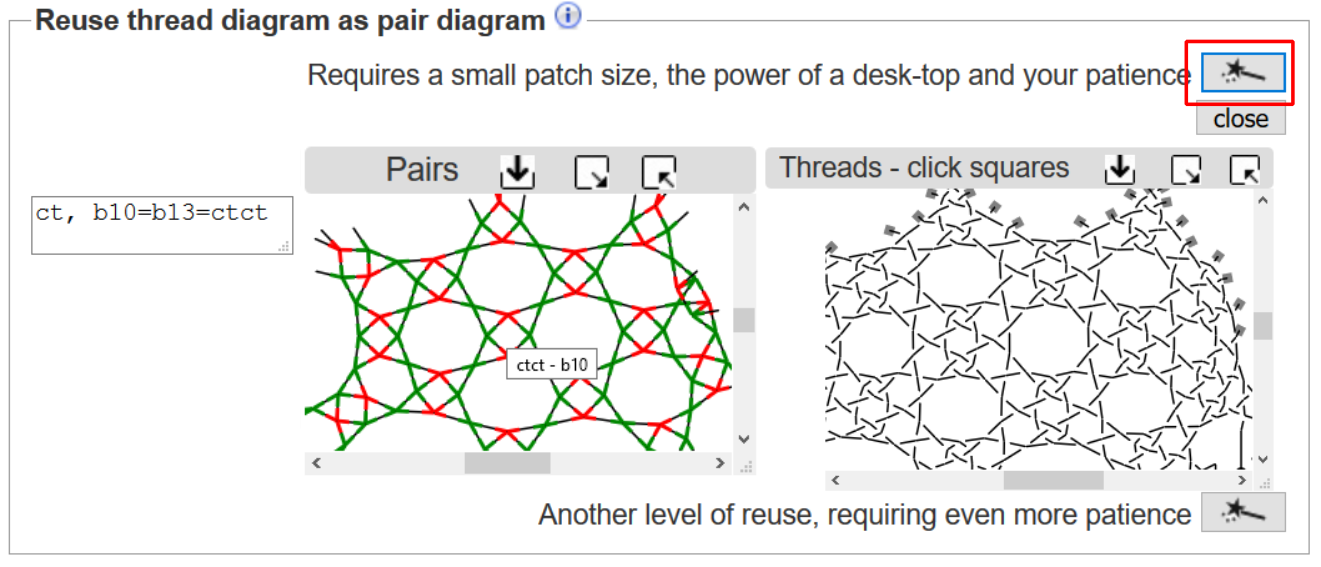 Reuse thread diagram as pair diagram
Requires a small patch size, the power of a desk-top and your patience
close
Pairs
Threads - click squares
ct, b10=b13=ctct
ctct - b10
Another level of reuse, requiring even more patience